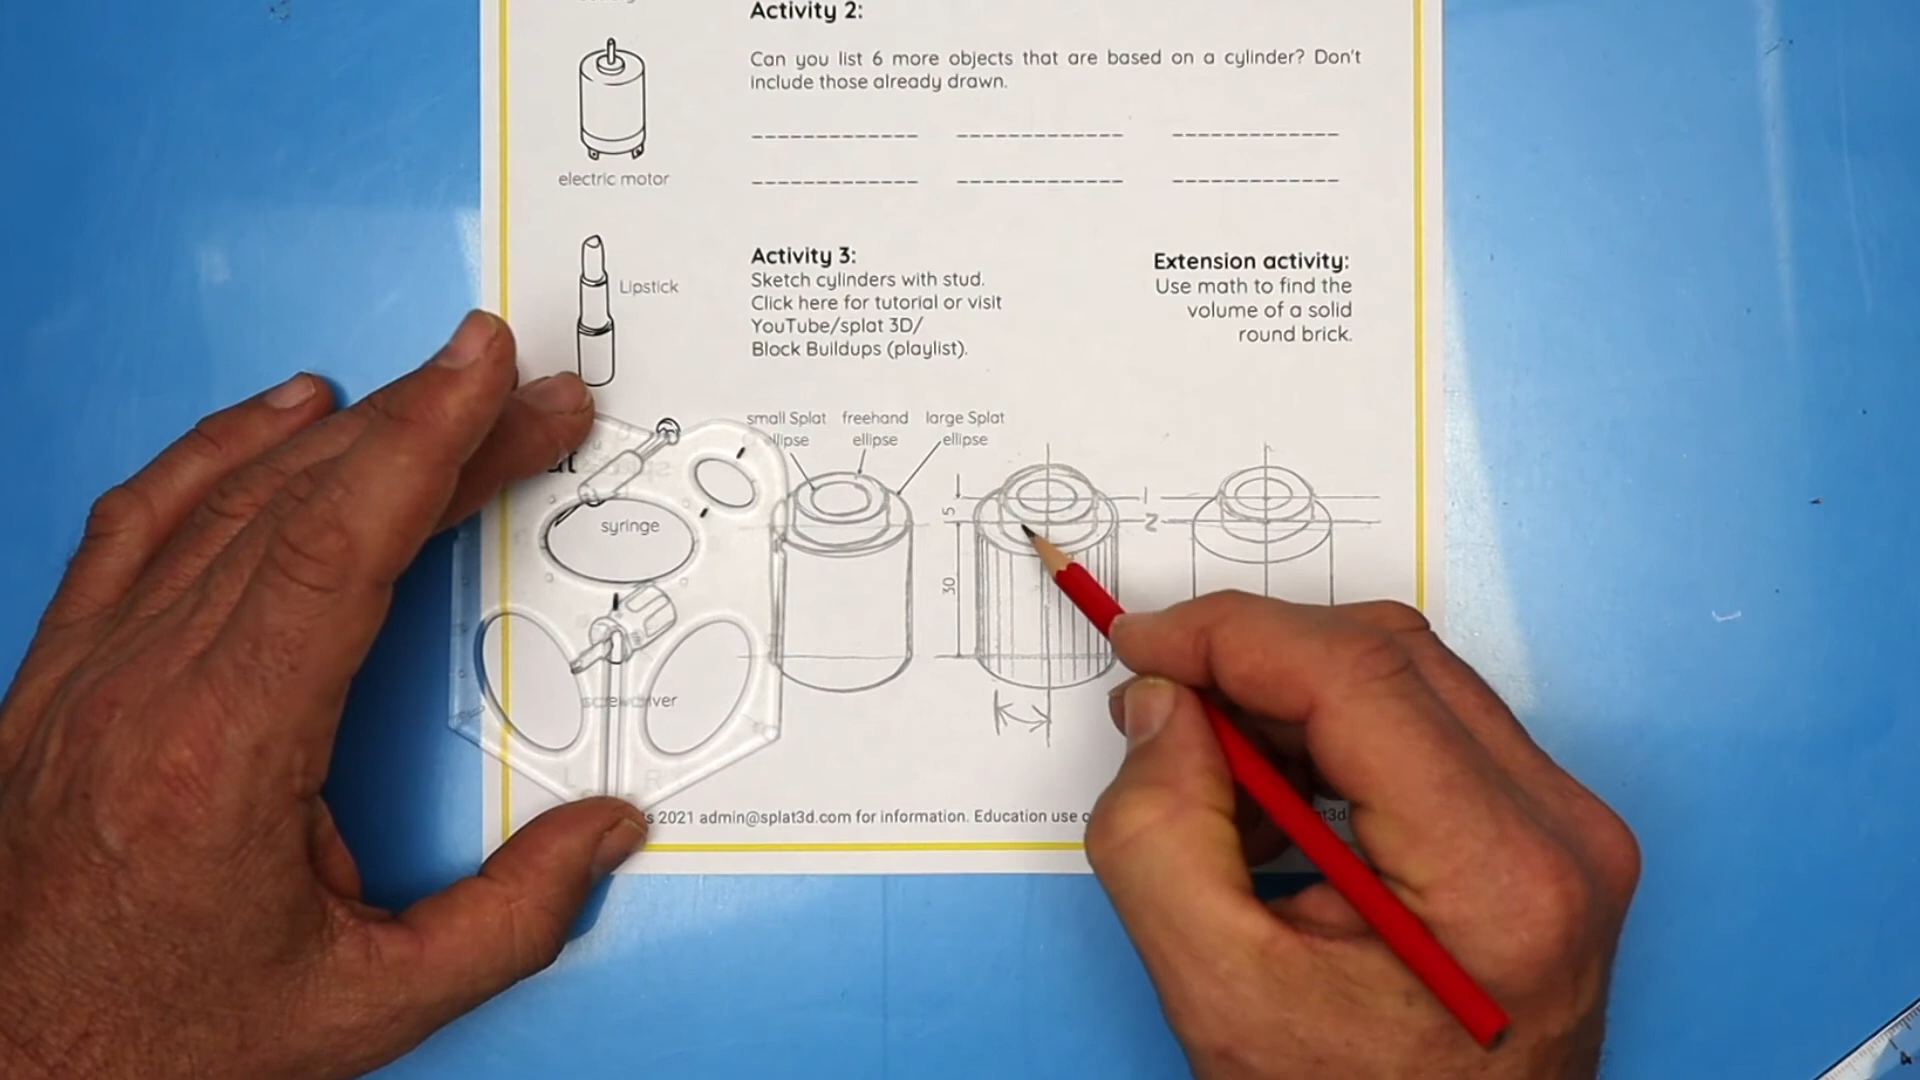 Activity 2:
Can you list 6 more objects that are based on a cylinder? Don't
include those already drawn.
electric motor
Lipstick
Activity 3:
Sketch cylinders with stud.
Click here for tutorial or visit
YouTube/splat 3D/
Block Buildups (playlist).
Extension activity:
Use math to find the
volume of a solid
round brick.
small Splat
ellipse
freehand
ellipse
large Splat
ellipse
syringe
screwdriver
5
30
1
2
L
R
s 2021 admin@splat3d.com for information. Education use
4